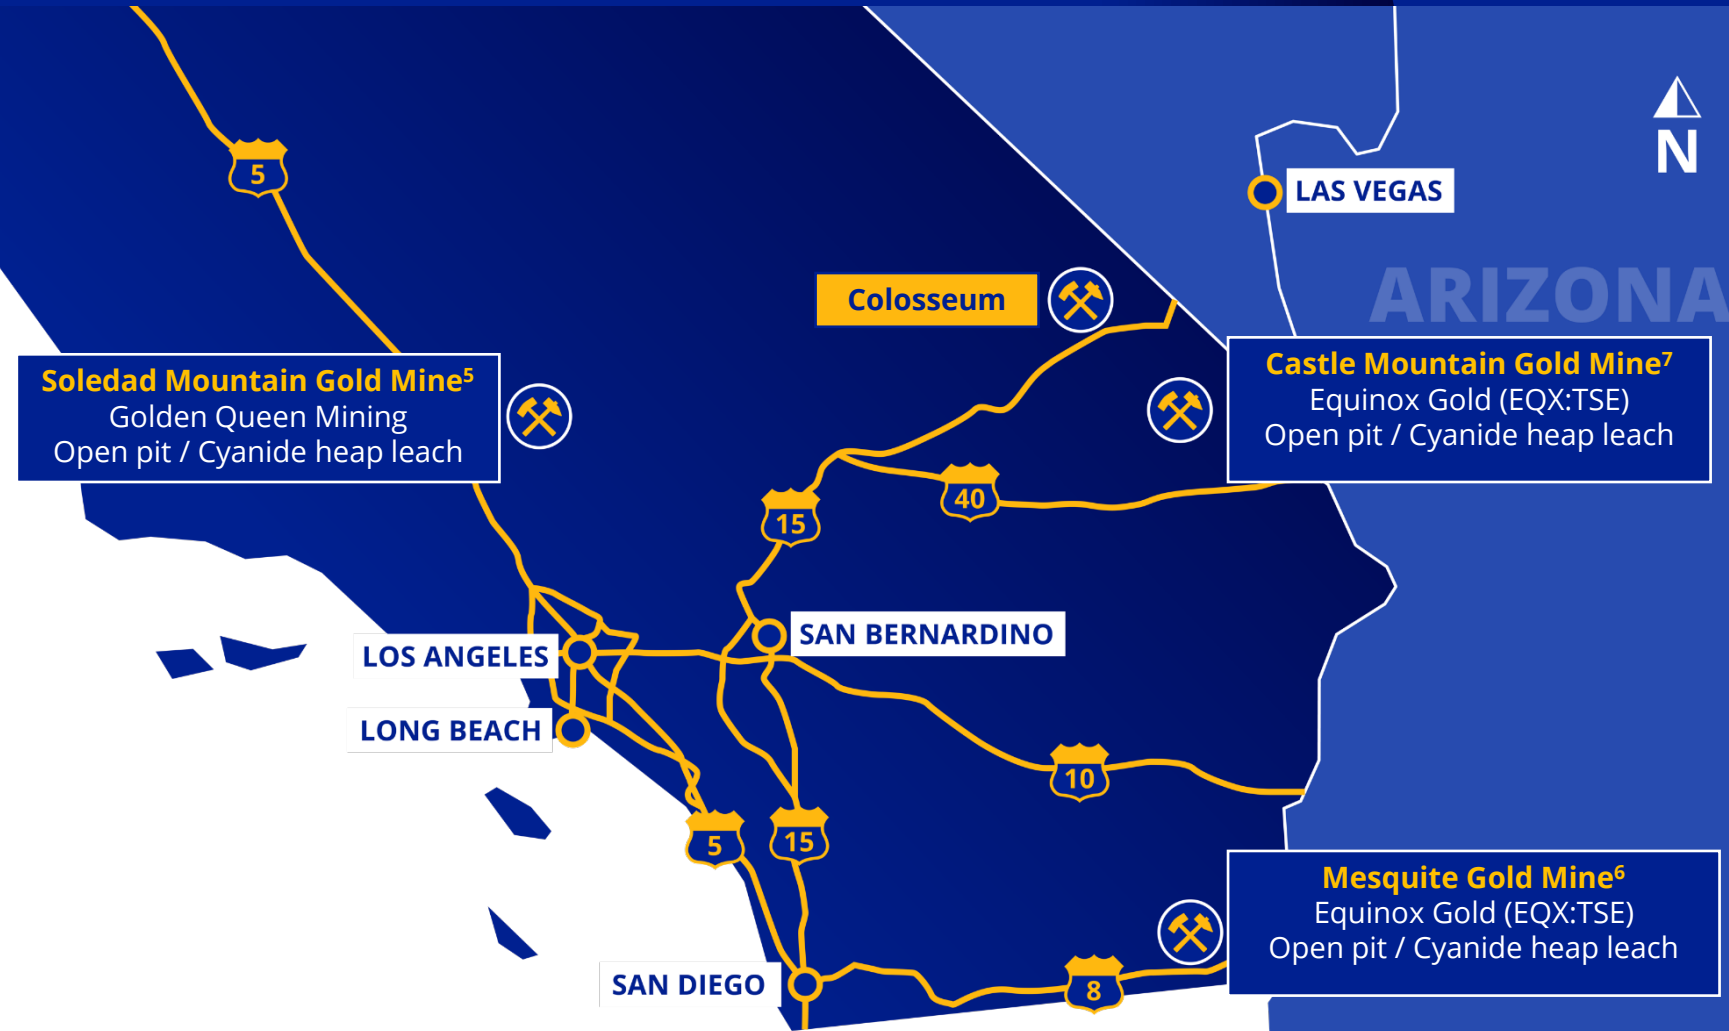 5
N
LAS VEGAS
ARIZONA
Colosseum
Soledad Mountain Gold Mine⁵
Golden Queen Mining
Open pit / Cyanide heap leach
Castle Mountain Gold Mine⁷
Equinox Gold (EQX:TSE)
Open pit / Cyanide heap leach
40
15
SAN BERNARDINO
LOS ANGELES
LONG BEACH
10
5
15
Mesquite Gold Mine⁶
Equinox Gold (EQX:TSE)
Open pit / Cyanide heap leach
SAN DIEGO
8